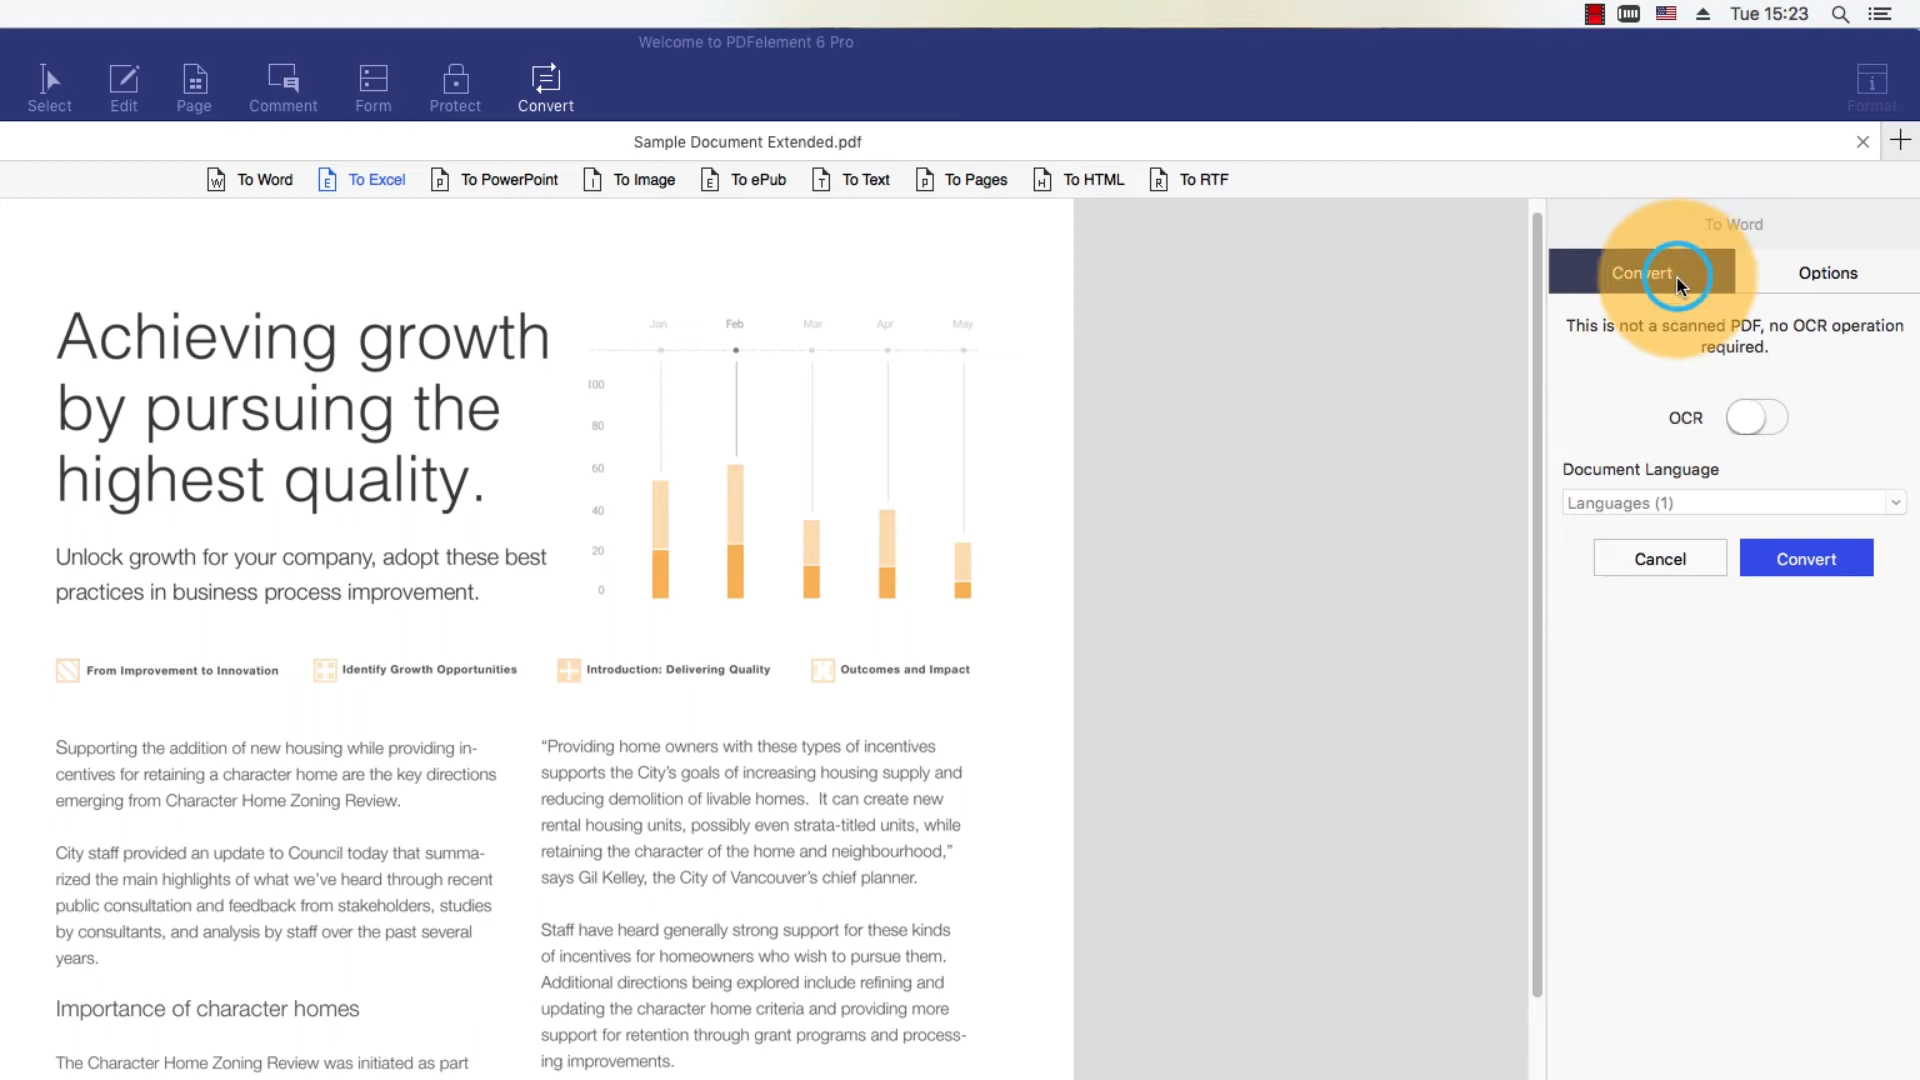 Tue 15:23
Welcome to PDFelement 6 Pro
Select
Edit
Page
Comment
Form
Protect
Convert
Format
Sample Document Extended.pdf
W To Word
E To Excel
P To PowerPoint
I To Image
E To ePub
T To Text
P To Pages
H To HTML
R To RTF
To Word
Convert
Options
This is not a scanned PDF, no OCR operation
required.
OCR
Document Language
Languages (1)
Cancel
Convert
Achieving growth
by pursuing the
highest quality.
Unlock growth for your company, adopt these best
practices in business process improvement.
Jan Feb Mar Apr May
100
80
60
40
20
0
From Improvement to Innovation
Identify Growth Opportunities
Introduction: Delivering Quality
Outcomes and Impact
Supporting the addition of new housing while providing in-
centives for retaining a character home are the key directions
emerging from Character Home Zoning Review.
City staff provided an update to Council today that summa-
rized the main highlights of what we've heard through recent
public consultation and feedback from stakeholders, studies
by consultants, and analysis by staff over the past several
years.
Importance of character homes
The Character Home Zoning Review was initiated as part
“Providing home owners with these types of incentives
supports the City's goals of increasing housing supply and
reducing demolition of livable homes.  It can create new
rental housing units, possibly even strata-titled units, while
retaining the character of the home and neighbourhood,”
says Gil Kelley, the City of Vancouver's chief planner.
Staff have heard generally strong support for these kinds
of incentives for homeowners who wish to pursue them.
Additional directions being explored include refining and
updating the character home criteria and providing more
support for retention through grant programs and process-
ing improvements.